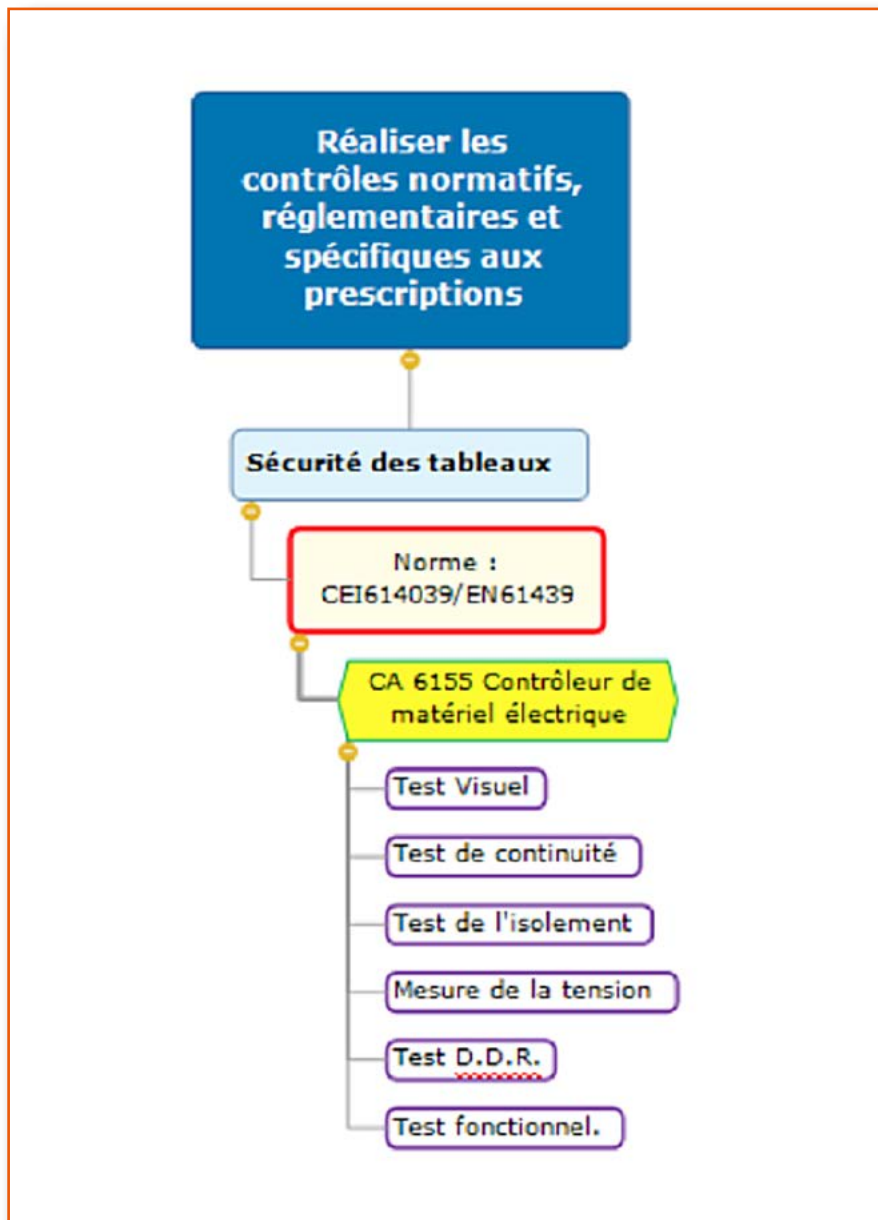 Réaliser les
contrôles normatifs,
réglementaires et
spécifiques aux
prescriptions
Sécurité des tableaux
Norme :
CEI614039/EN61439
CA 6155 Contrôleur de
matériel électrique
Test Visuel
Test de continuité
Test de l'isolement
Mesure de la tension
Test D.D.R.
Test fonctionnel.